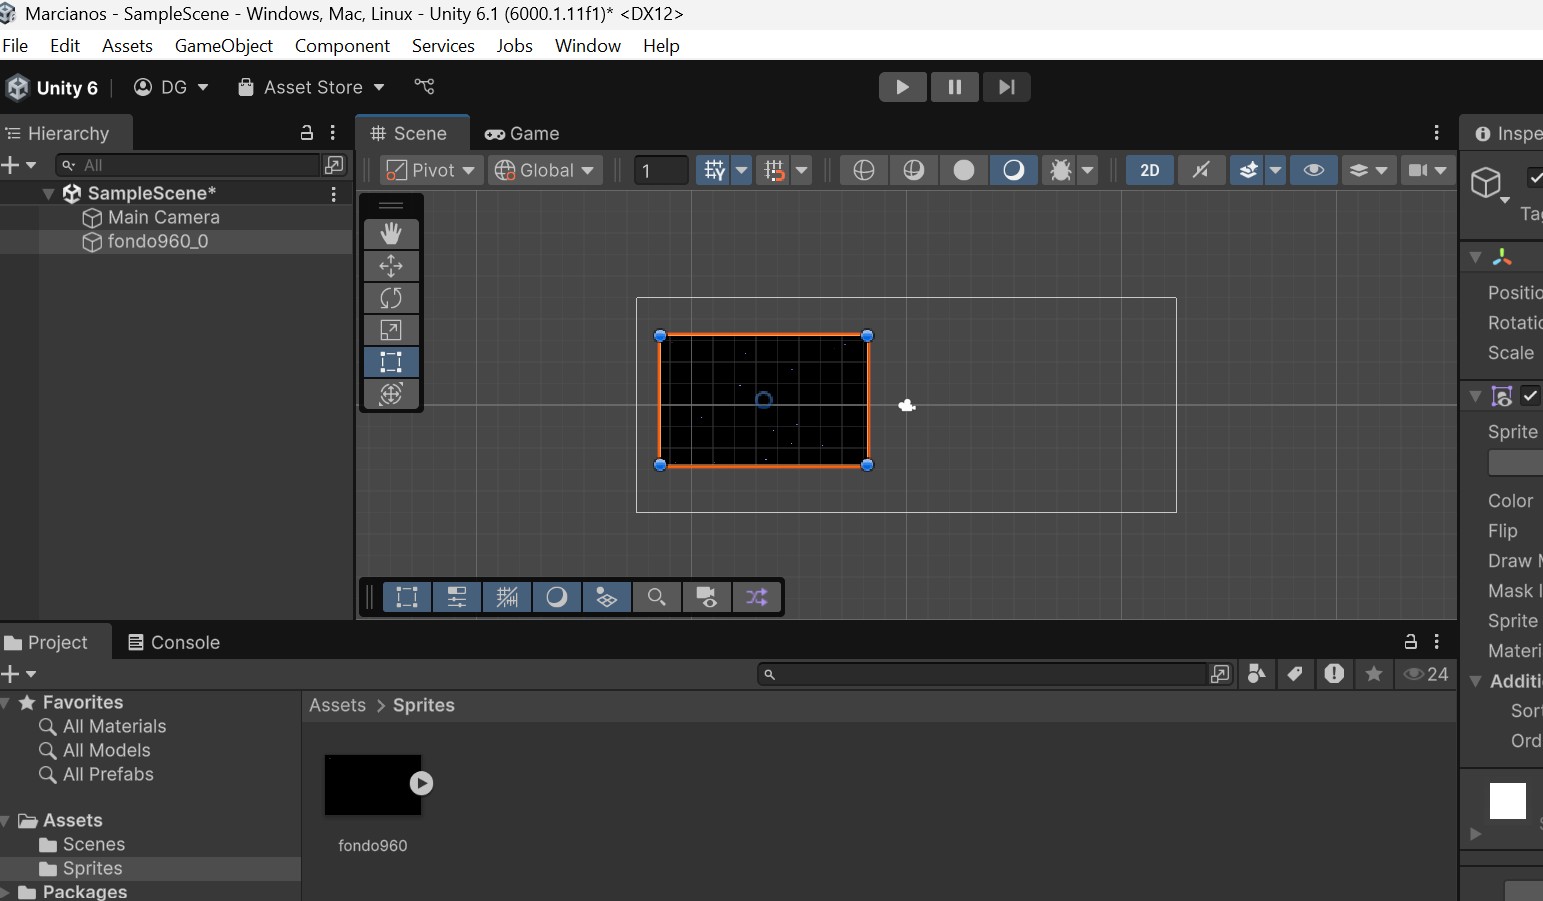 Marcianos - SampleScene - Windows, Mac, Linux - Unity 6.1 (6000.1.11f1)* <DX12>
File Edit Assets GameObject Component Services Jobs Window Help
Unity 6 DG Asset Store
Hierarchy
All
SampleScene*
Main Camera
fondo960_0
Scene Game
Pivot Global 1 2D
Inspe
Tag
Positio
Rotatio
Scale
Sprite
Color
Flip
Draw M
Mask I
Sprite
Materi
Additi
Sor
Ord
Project Console
24
Favorites
All Materials
All Models
All Prefabs
Assets
Scenes
Sprites
Packages
Assets > Sprites
fondo960